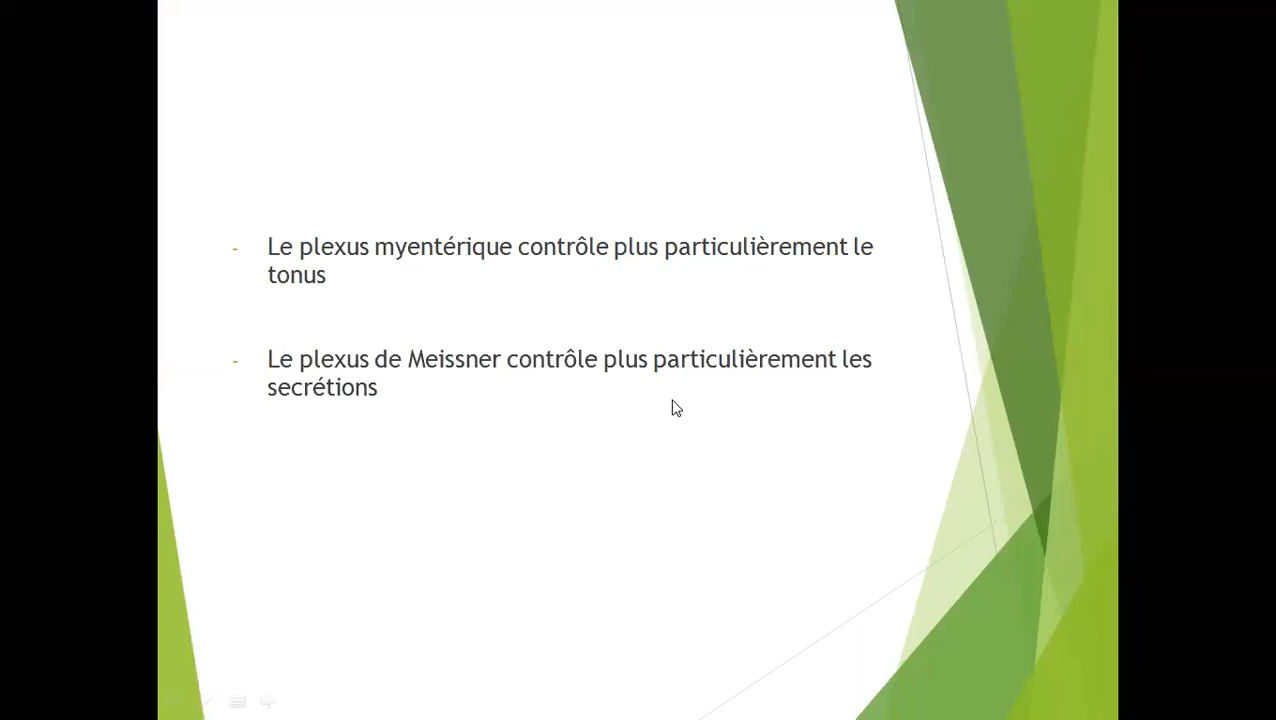 - Le plexus myentérique contrôle plus particulièrement le
tonus
- Le plexus de Meissner contrôle plus particulièrement les
secrétions